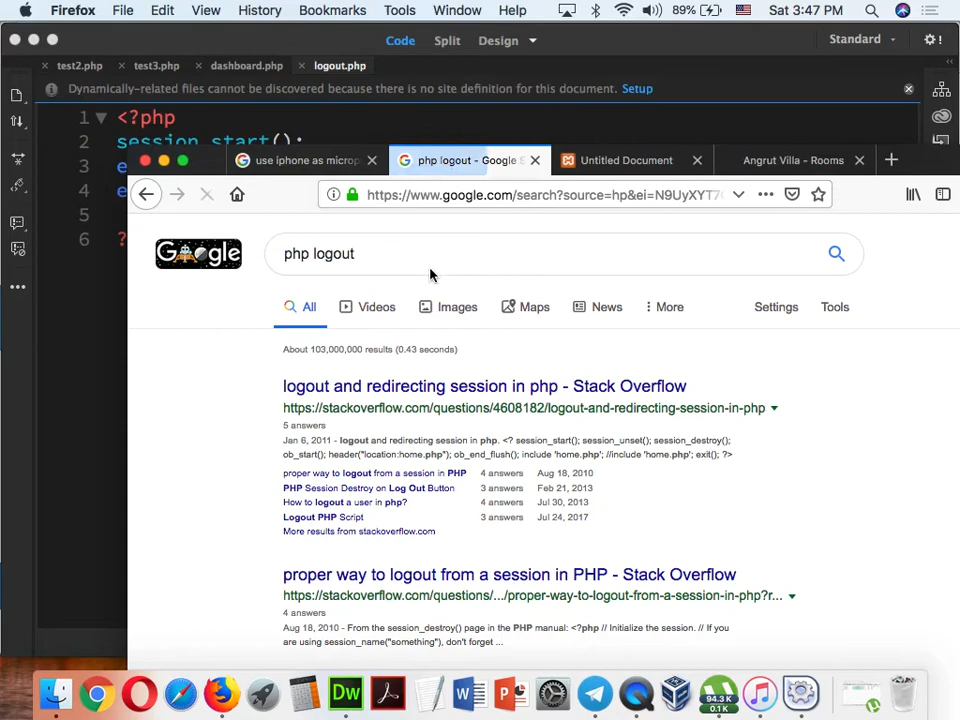 Firefox File Edit View History Bookmarks Tools Window Help 89% Sat 3:47 PM
Code Split Design Standard
test2.php test3.php dashboard.php logout.php
Dynamically-related files cannot be discovered because there is no site definition for this document. Setup
1 <?php
2 session_start();
3 e
4 e
5
6 ?
use iphone as microp php logout - Google S Untitled Document Angrut Villa - Rooms
https://www.google.com/search?source=hp&ei=N9UyXYT7
Google php logout
All Videos Images Maps News More Settings Tools
About 103,000,000 results (0.43 seconds)
logout and redirecting session in php - Stack Overflow
https://stackoverflow.com/questions/4608182/logout-and-redirecting-session-in-php
5 answers
Jan 6, 2011 - logout and redirecting session in php. <? session_start(); session_unset(); session_destroy();
ob_start(); header("location:home.php"); ob_end_flush(); include 'home.php'; //include 'home.php'; exit(); ?>
proper way to logout from a session in PHP 4 answers Aug 18, 2010
PHP Session Destroy on Log Out Button 3 answers Feb 21, 2013
How to logout a user in php? 4 answers Jul 30, 2013
Logout PHP Script 3 answers Jul 24, 2017
More results from stackoverflow.com
proper way to logout from a session in PHP - Stack Overflow
https://stackoverflow.com/questions/.../proper-way-to-logout-from-a-session-in-php?r...
4 answers
Aug 18, 2010 - From the session_destroy() page in the PHP manual: <?php // Initialize the session. // If you
are using session_name("something"), don't forget ...
Dw W P 94.3K
0.1K